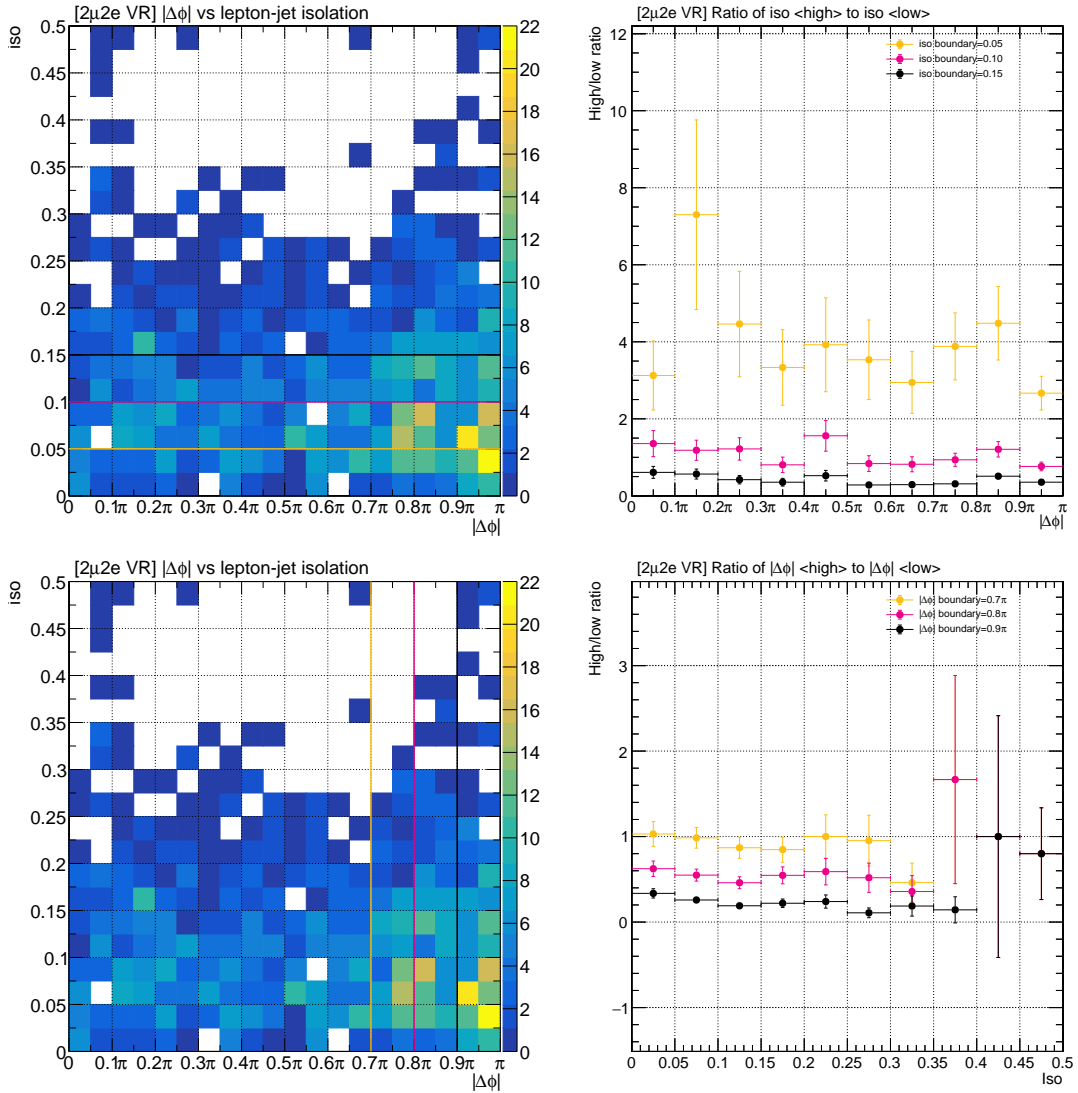 [2μ2e VR] |Δϕ| vs lepton-jet isolation
iso
0.5
0.45
0.4
0.35
0.3
0.25
0.2
0.15
0.1
0.05
0
0 0.1π 0.2π 0.3π 0.4π 0.5π 0.6π 0.7π 0.8π 0.9π π
|Δϕ|
22
20
18
16
14
12
10
8
6
4
2
0
[2μ2e VR] Ratio of iso <high> to iso <low>
High/low ratio
12
10
8
6
4
2
0
iso boundary=0.05
iso boundary=0.10
iso boundary=0.15
0 0.1π 0.2π 0.3π 0.4π 0.5π 0.6π 0.7π 0.8π 0.9π π
|Δϕ|
[2μ2e VR] |Δϕ| vs lepton-jet isolation
iso
0.5
0.45
0.4
0.35
0.3
0.25
0.2
0.15
0.1
0.05
0
0 0.1π 0.2π 0.3π 0.4π 0.5π 0.6π 0.7π 0.8π 0.9π π
|Δϕ|
22
20
18
16
14
12
10
8
6
4
2
0
[2μ2e VR] Ratio of |Δϕ| <high> to |Δϕ| <low>
High/low ratio
3
2
1
0
−1
|Δϕ| boundary=0.7π
|Δϕ| boundary=0.8π
|Δϕ| boundary=0.9π
0 0.05 0.1 0.15 0.2 0.25 0.3 0.35 0.4 0.45 0.5
Iso